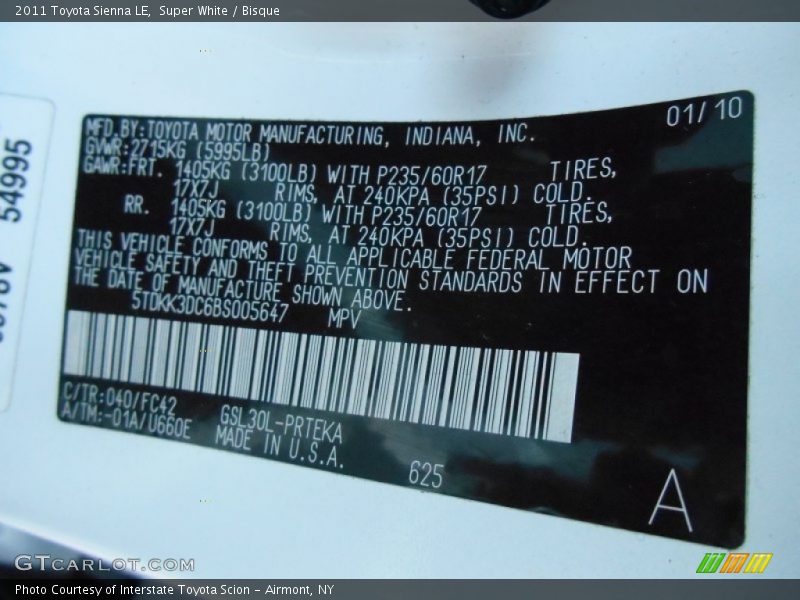 2011 Toyota Sienna LE, Super White / Bisque
54995
01/10
MFD.BY:TOYOTA MOTOR MANUFACTURING, INDIANA, INC.
GVWR:2715KG (5995LB)
GAWR:FRT. 1405KG (3100LB) WITH P235/60R17 TIRES,
17X7J RIMS, AT 240KPA (35PSI) COLD.
RR. 1405KG (3100LB) WITH P235/60R17 TIRES,
17X7J RIMS, AT 240KPA (35PSI) COLD.
THIS VEHICLE CONFORMS TO ALL APPLICABLE FEDERAL MOTOR
VEHICLE SAFETY AND THEFT PREVENTION STANDARDS IN EFFECT ON
THE DATE OF MANUFACTURE SHOWN ABOVE.
5TDKK3DC6BS005647 MPV
C/TR:040/FC42
A/TM:-01A/U660E
GSL30L-PRTEKA
MADE IN U.S.A.
625
A
GTCARLOT.COM
Photo Courtesy of Interstate Toyota Scion - Airmont, NY